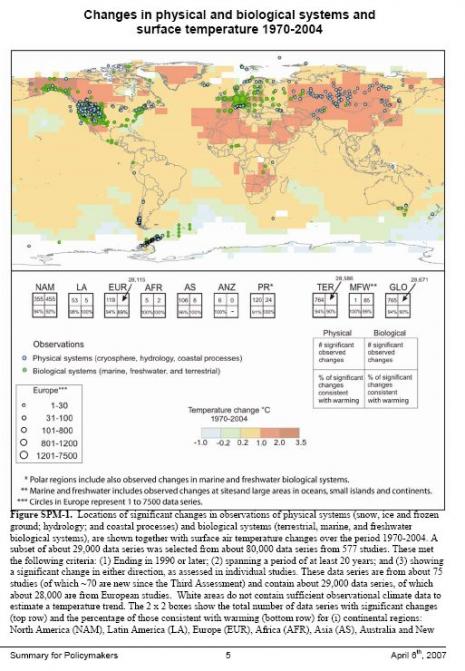 Changes in physical and biological systems and
surface temperature 1970-2004
NAM LA EUR AFR AS ANZ PR* TER MFW** GLO
28,115 28,586 28,671
355 455 53 5 119 5 2 106 8 6 0 120 24 764 1 85 765
94% 92% 98% 100% 94% 89% 100% 100% 96% 100% 100% - 91% 100% 94% 90% 100% 99% 94% 90%
Observations
Physical systems (cryosphere, hydrology, coastal processes)
Biological systems (marine, freshwater, and terrestrial)
Physical Biological
# significant observed changes
# significant observed changes
% of significant changes consistent with warming
% of significant changes consistent with warming
Europe***
1-30
31-100
101-800
801-1200
1201-7500
Temperature change °C
1970-2004
-1.0 -0.2 0.2 1.0 2.0 3.5
* Polar regions include also observed changes in marine and freshwater biological systems.
** Marine and freshwater includes observed changes at sitesand large areas in oceans, small islands and continents.
*** Circles in Europe represent 1 to 7500 data series.
Figure SPM-1. Locations of significant changes in observations of physical systems (snow, ice and frozen
ground; hydrology; and coastal processes) and biological systems (terrestrial, marine, and freshwater
biological systems), are shown together with surface air temperature changes over the period 1970-2004. A
subset of about 29,000 data series was selected from about 80,000 data series from 577 studies. These met
the following criteria: (1) Ending in 1990 or later; (2) spanning a period of at least 20 years; and (3) showing
a significant change in either direction, as assessed in individual studies. These data series are from about 75
studies (of which ~70 are new since the Third Assessment) and contain about 29,000 data series, of which
about 28,000 are from European studies. White areas do not contain sufficient observational climate data to
estimate a temperature trend. The 2 x 2 boxes show the total number of data series with significant changes
(top row) and the percentage of those consistent with warming (bottom row) for (i) continental regions:
North America (NAM), Latin America (LA), Europe (EUR), Africa (AFR), Asia (AS), Australia and New
Summary for Policymakers 5 April 6th, 2007